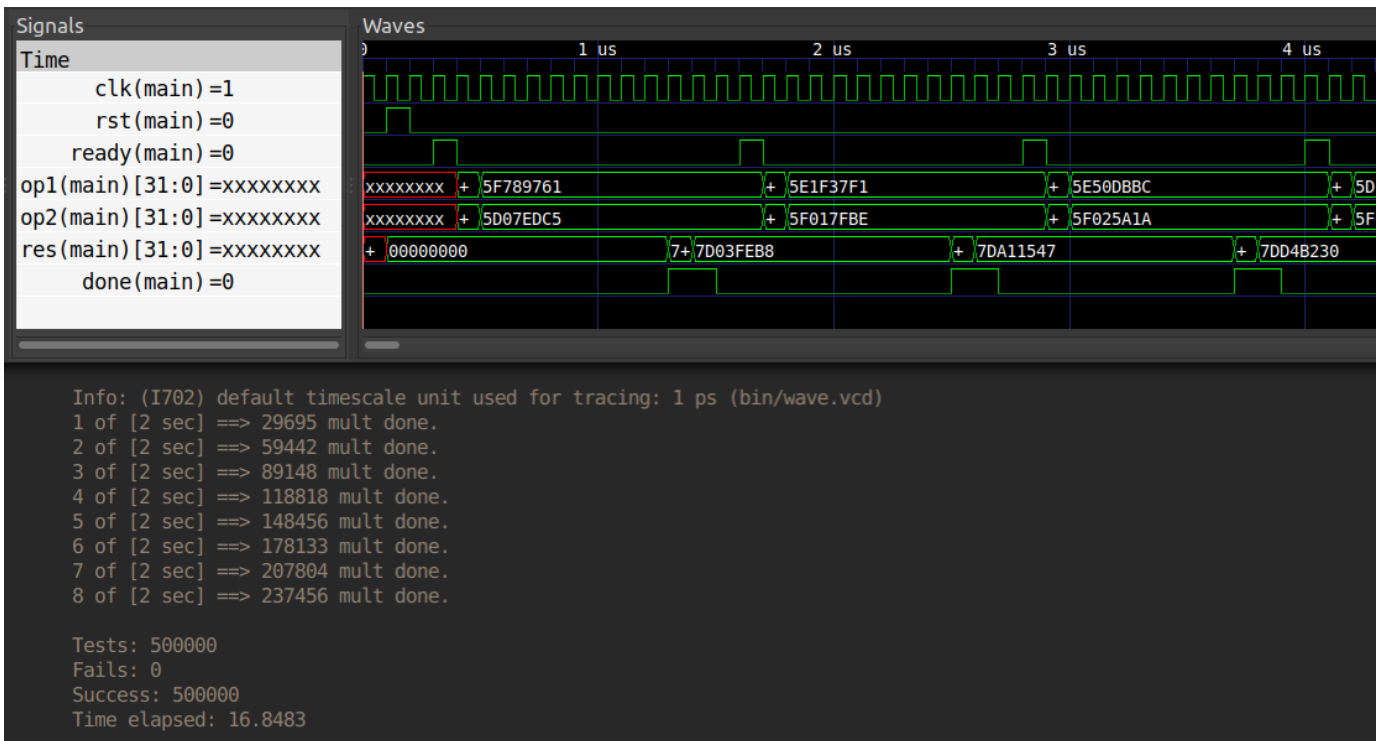 Signals
Waves
Time
0 1 us 2 us 3 us 4 us
clk(main)=1
rst(main)=0
ready(main)=0
op1(main)[31:0]=xxxxxxxx xxxxxxxx + 5F789761 + 5E1F37F1 + 5E50DBBC + 5D
op2(main)[31:0]=xxxxxxxx xxxxxxxx + 5D07EDC5 + 5F017FBE + 5F025A1A + 5F
res(main)[31:0]=xxxxxxxx + 00000000 7+ 7D03FEB8 + 7DA11547 + 7DD4B230
done(main)=0
Info: (I702) default timescale unit used for tracing: 1 ps (bin/wave.vcd)
1 of [2 sec] ==> 29695 mult done.
2 of [2 sec] ==> 59442 mult done.
3 of [2 sec] ==> 89148 mult done.
4 of [2 sec] ==> 118818 mult done.
5 of [2 sec] ==> 148456 mult done.
6 of [2 sec] ==> 178133 mult done.
7 of [2 sec] ==> 207804 mult done.
8 of [2 sec] ==> 237456 mult done.
Tests: 500000
Fails: 0
Success: 500000
Time elapsed: 16.8483